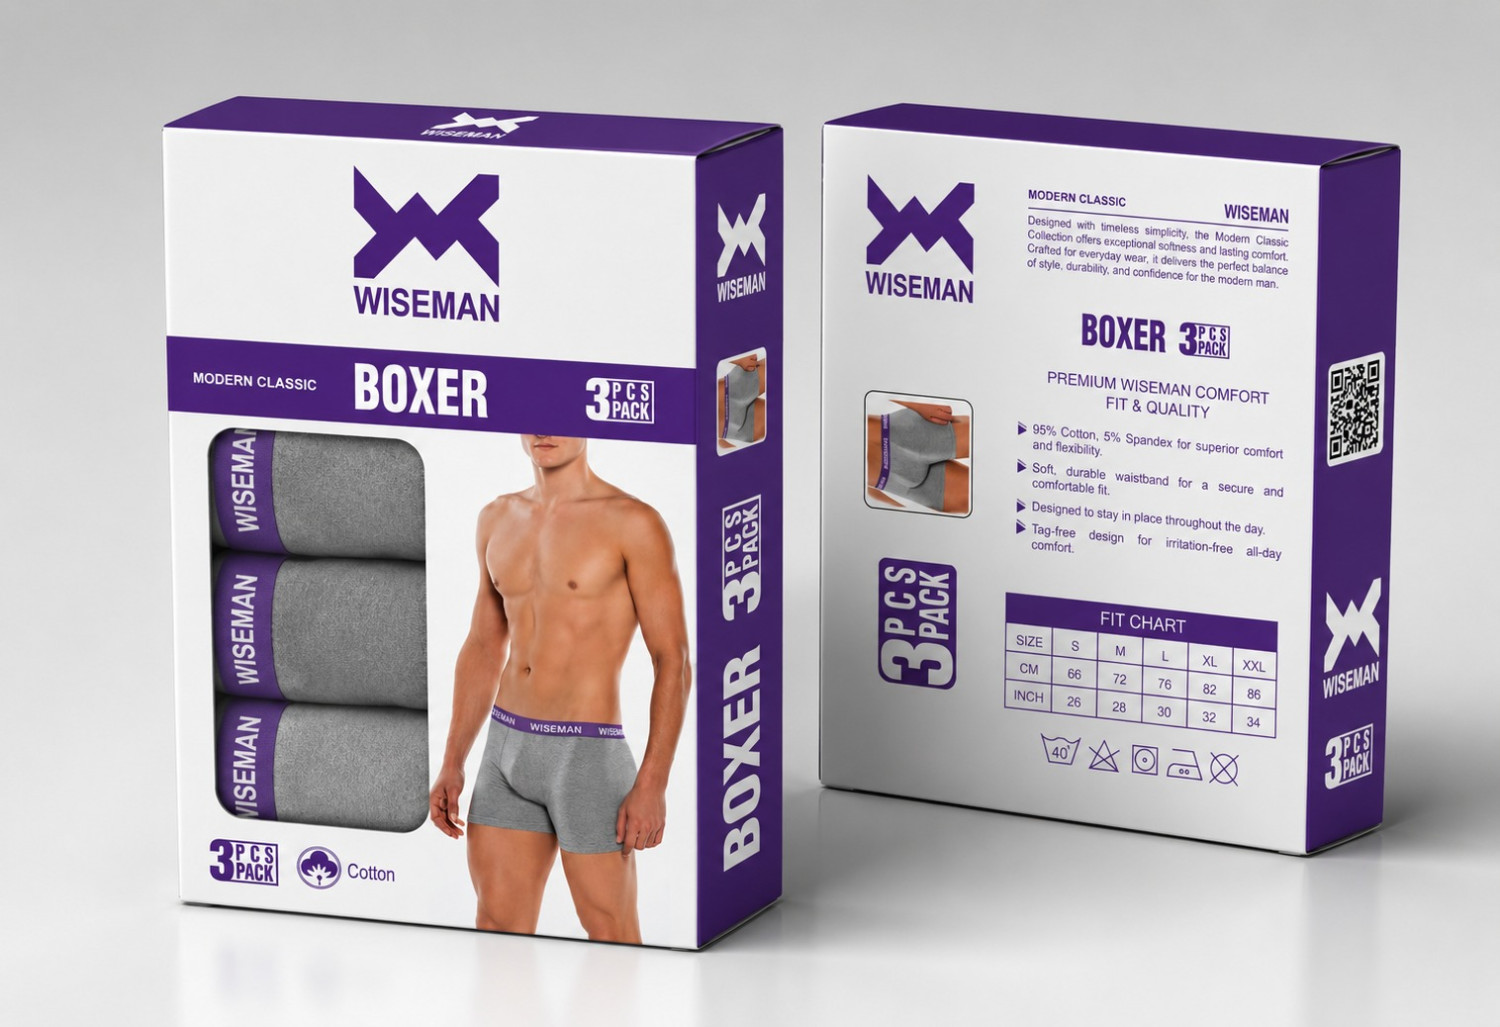 WISEMAN
WISEMAN
MODERN CLASSIC
BOXER
3 PCS PACK
WISEMAN
WISEMAN
WISEMAN
WISEMAN
WISEMAN
3 PCS PACK
Cotton
WISEMAN
BOXER 3 PCS PACK
WISEMAN
MODERN CLASSIC
WISEMAN
Designed with timeless simplicity, the Modern Classic
Collection offers exceptional softness and lasting comfort.
Crafted for everyday wear, it delivers the perfect balance
of style, durability, and confidence for the modern man.
BOXER 3 PCS PACK
PREMIUM WISEMAN COMFORT
FIT & QUALITY
95% Cotton, 5% Spandex for superior comfort
and flexibility.
Soft, durable waistband for a secure and
comfortable fit.
Designed to stay in place throughout the day.
Tag-free design for irritation-free all-day
comfort.
3 PCS PACK
FIT CHART
SIZE S M L XL XXL
CM 66 72 76 82 86
INCH 26 28 30 32 34
40°
WISEMAN
3 PCS PACK